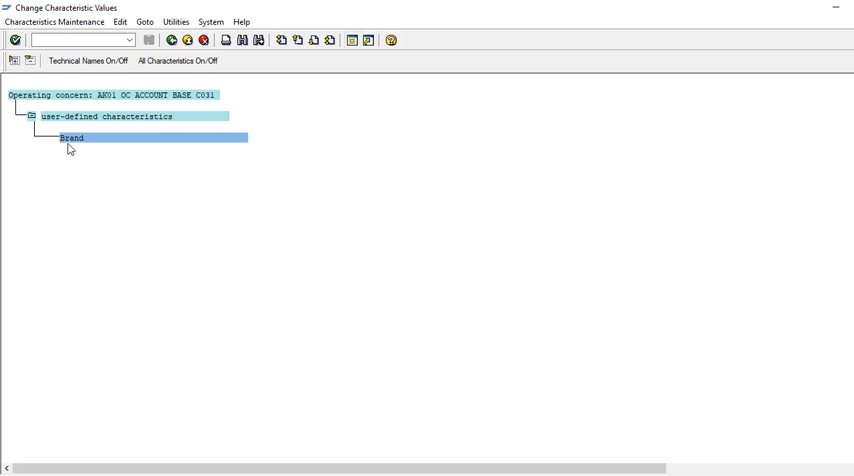 Change Characteristic Values
Characteristics Maintenance Edit Goto Utilities System Help
Technical Names On/Off All Characteristics On/Off
Operating concern: AK01 OC ACCOUNT BASE C031
user-defined characteristics
Brand